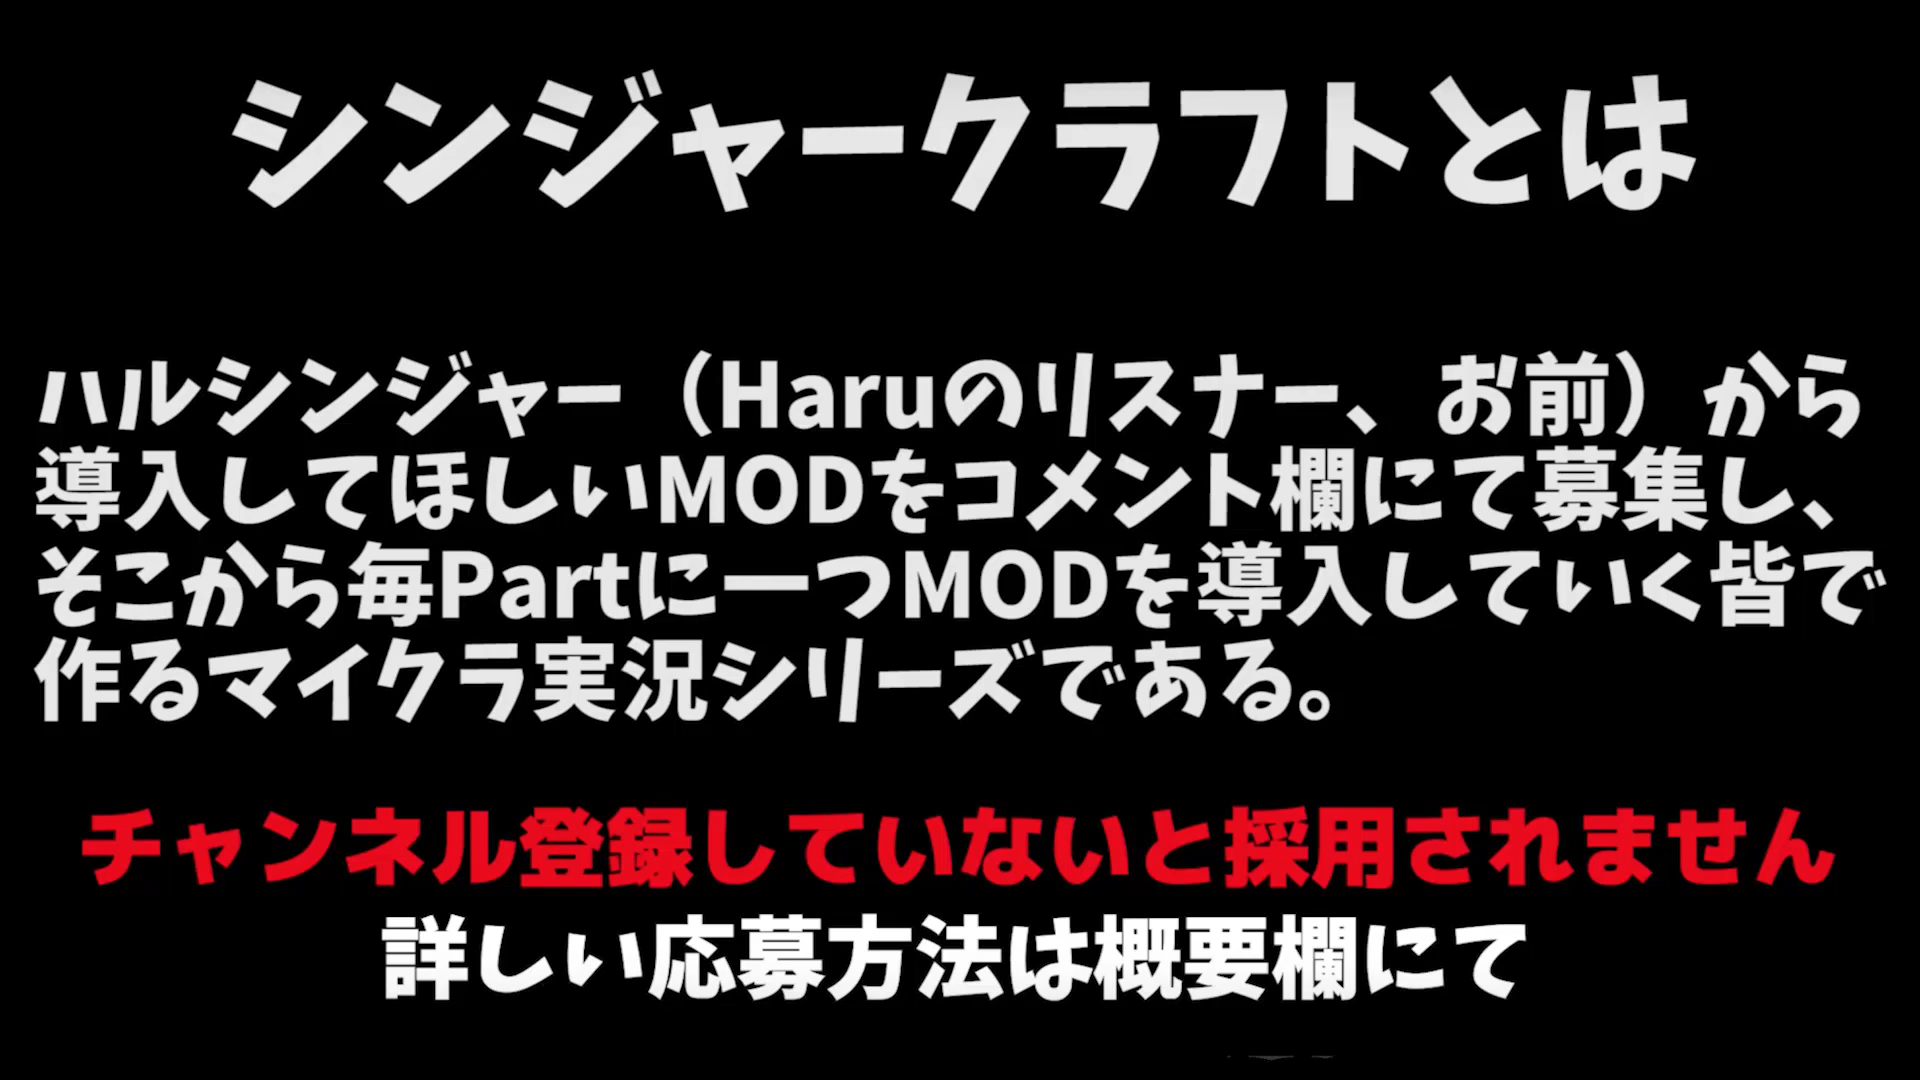 シンジャークラフトとは
ハルシンジャー（Haruのリスナー、お前）から
導入してほしいMODをコメント欄にて募集し、
そこから毎Partに一つMODを導入していく皆で
作るマイクラ実況シリーズである。
チャンネル登録していないと採用されません
詳しい応募方法は概要欄にて